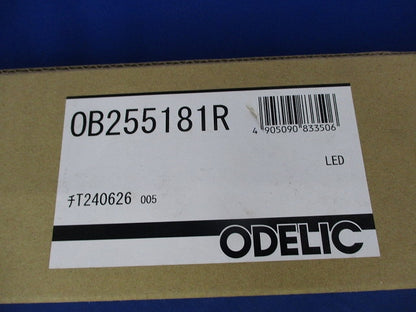 OB255181R
4 905090 833506
LED
チT240626 005
ODELIC